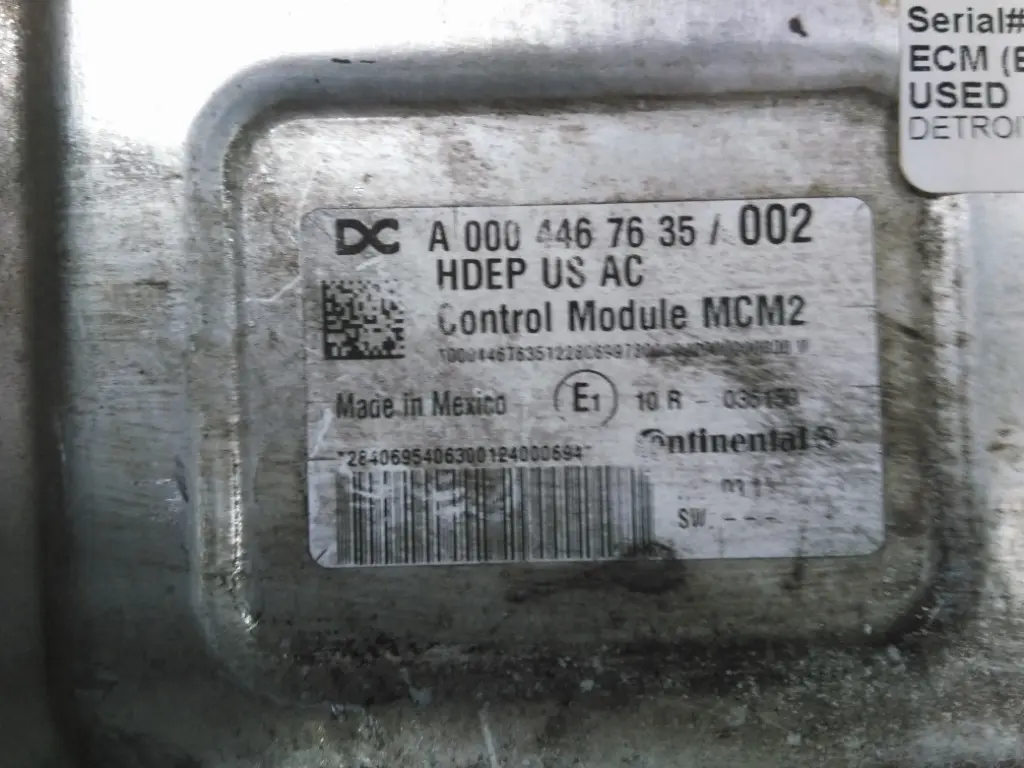 Serial#
ECM (E
USED
DETROI
DC A 000 446 76 35 / 002
HDEP US AC
Control Module MCM2
Made in Mexico E1 10 R -
*2840695406300124000694*
Continental
SW: - - -